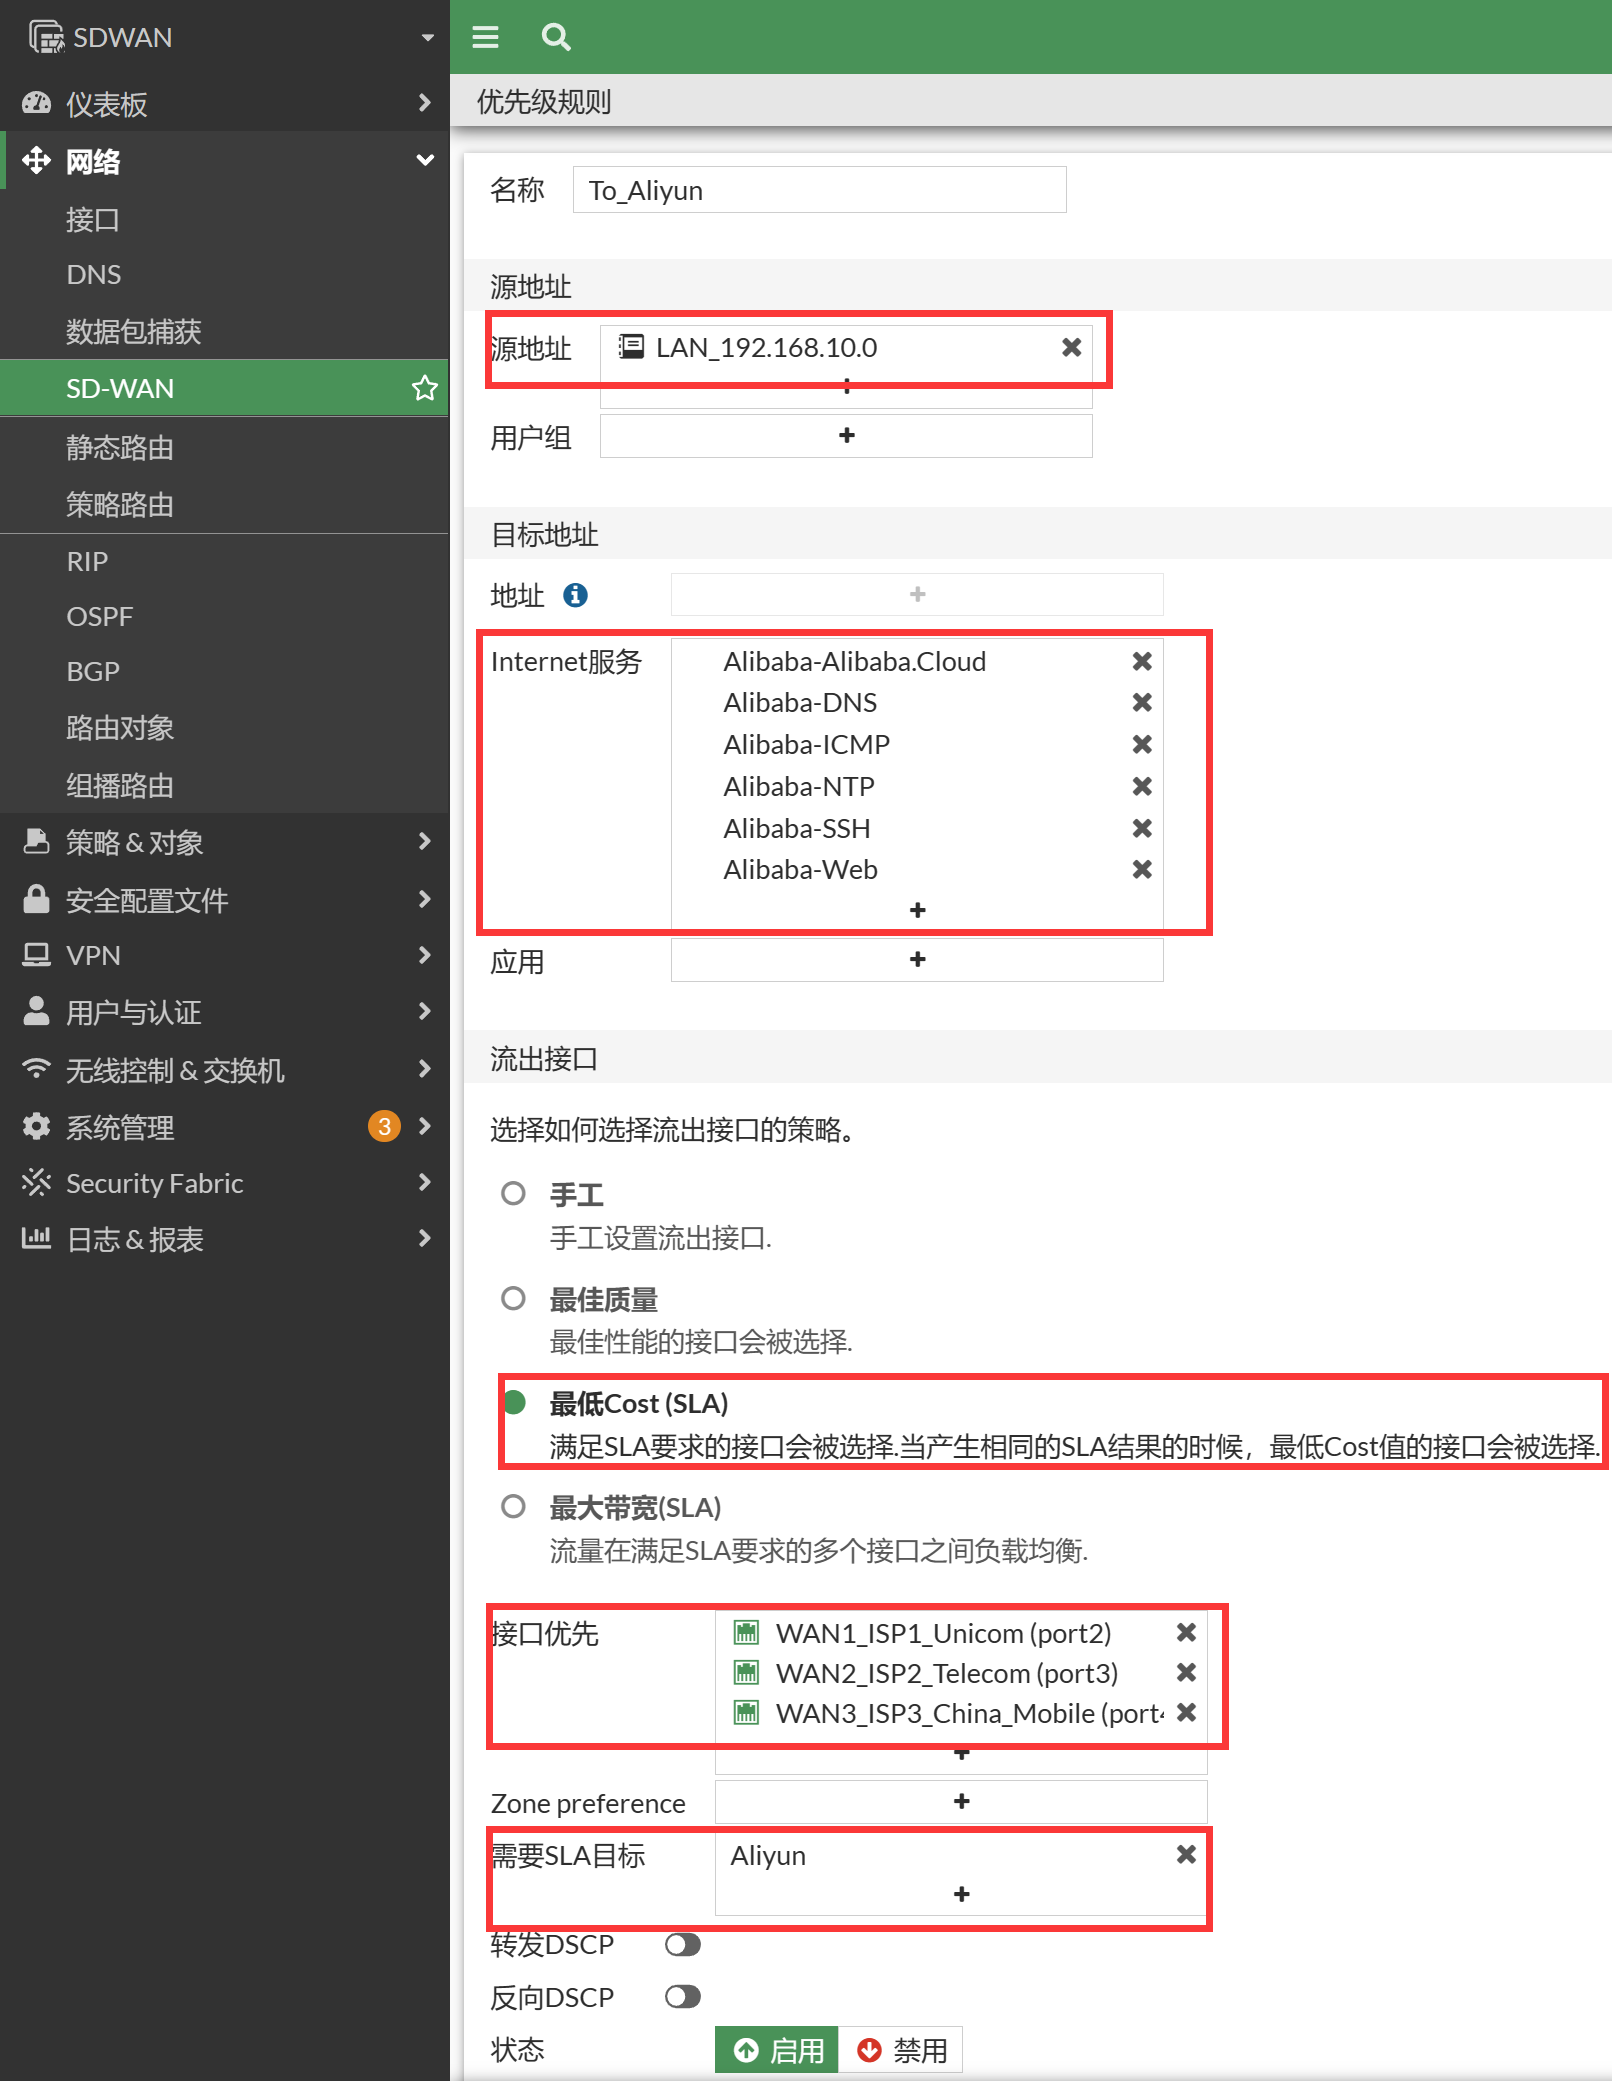 SDWAN
仪表板
网络
接口
DNS
数据包捕获
SD-WAN
静态路由
策略路由
RIP
OSPF
BGP
路由对象
组播路由
策略 & 对象
安全配置文件
VPN
用户与认证
无线控制 & 交换机
系统管理 3
Security Fabric
日志 & 报表
优先级规则
名称 To_Aliyun
源地址
源地址 LAN_192.168.10.0
用户组
目标地址
地址
Internet服务 Alibaba-Alibaba.Cloud
Alibaba-DNS
Alibaba-ICMP
Alibaba-NTP
Alibaba-SSH
Alibaba-Web
应用
流出接口
选择如何选择流出接口的策略。
手工
手工设置流出接口.
最佳质量
最佳性能的接口会被选择.
最低Cost (SLA)
满足SLA要求的接口会被选择.当产生相同的SLA结果的时候，最低Cost值的接口会被选择.
最大带宽(SLA)
流量在满足SLA要求的多个接口之间负载均衡.
接口优先 WAN1_ISP1_Unicom (port2)
WAN2_ISP2_Telecom (port3)
WAN3_ISP3_China_Mobile (port4
Zone preference
需要SLA目标 Aliyun
转发DSCP
反向DSCP
状态 启用 禁用